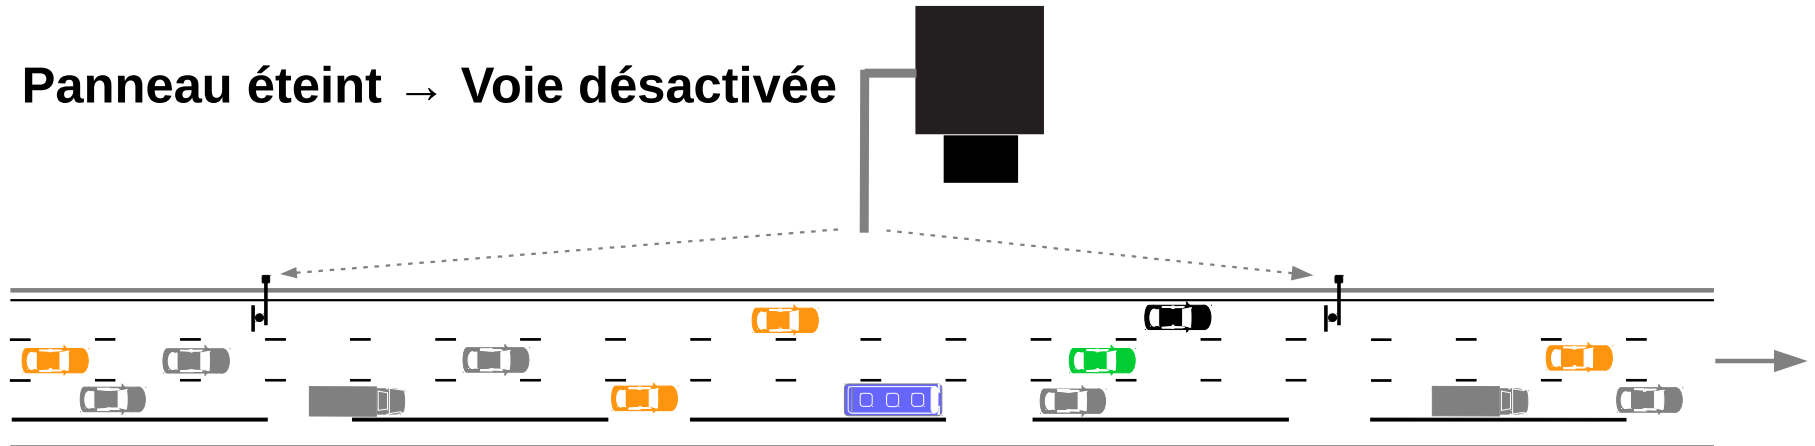 Panneau éteint → Voie désactivée